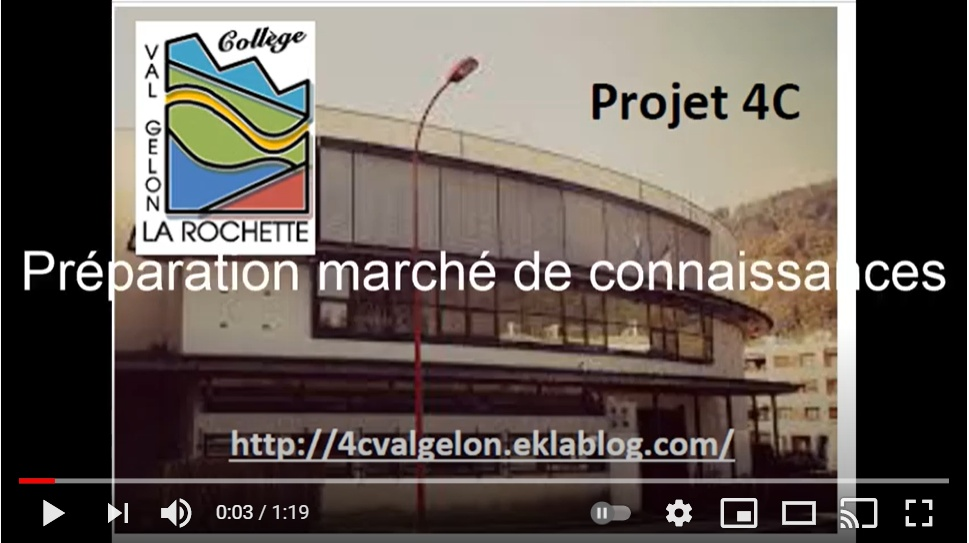 Collège
VAL GELON
LA ROCHETTE
Projet 4C
Préparation marché de connaissances
http://4cvalgelon.eklablog.com/
0:03 / 1:19